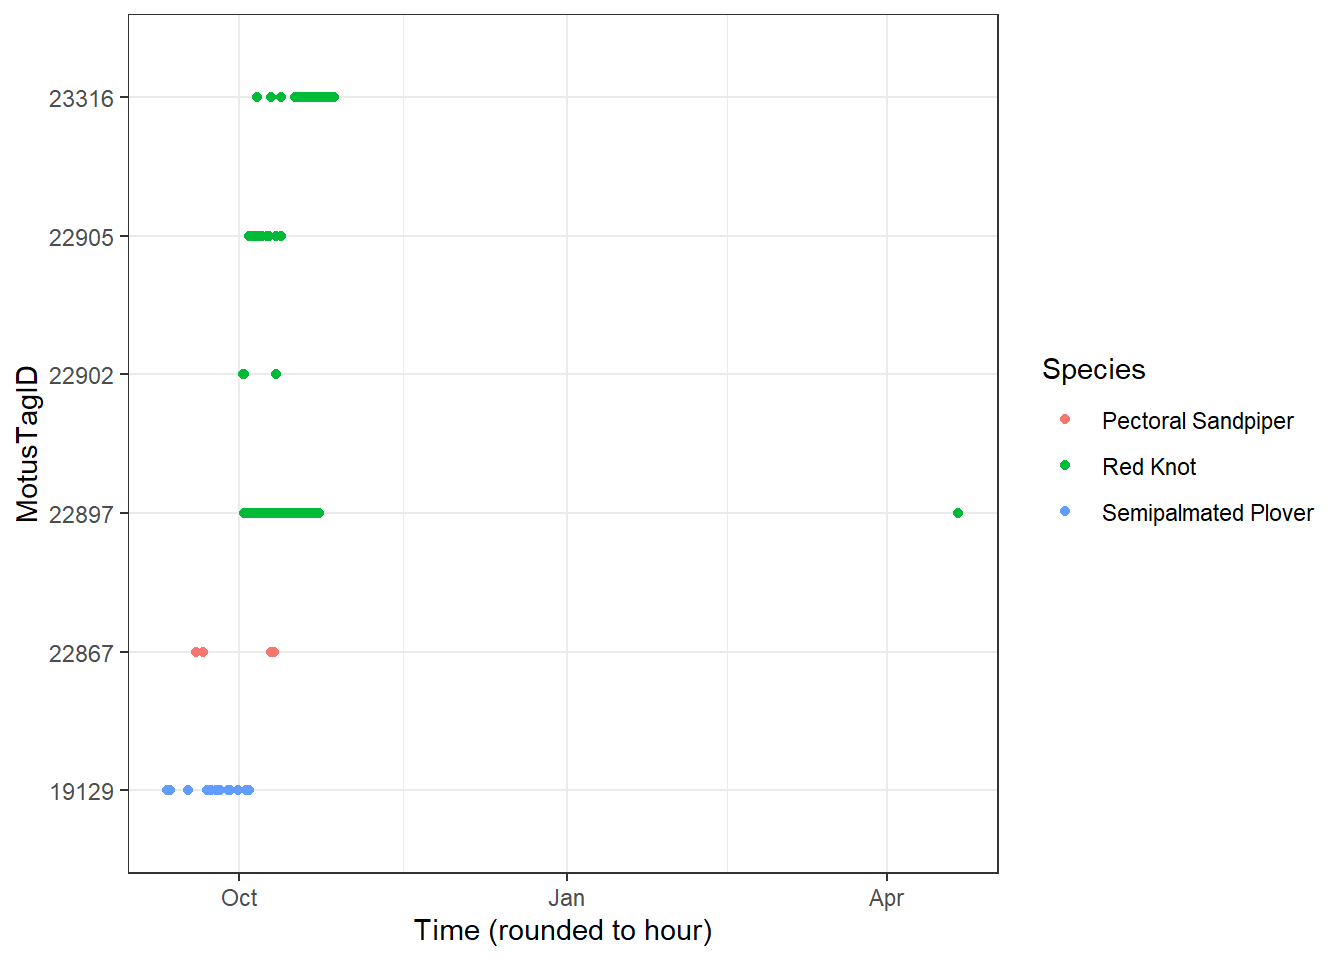 23316
22905
22902
22897
22867
19129
MotusTagID
Oct
Jan
Apr
Time (rounded to hour)
Species
Pectoral Sandpiper
Red Knot
Semipalmated Plover